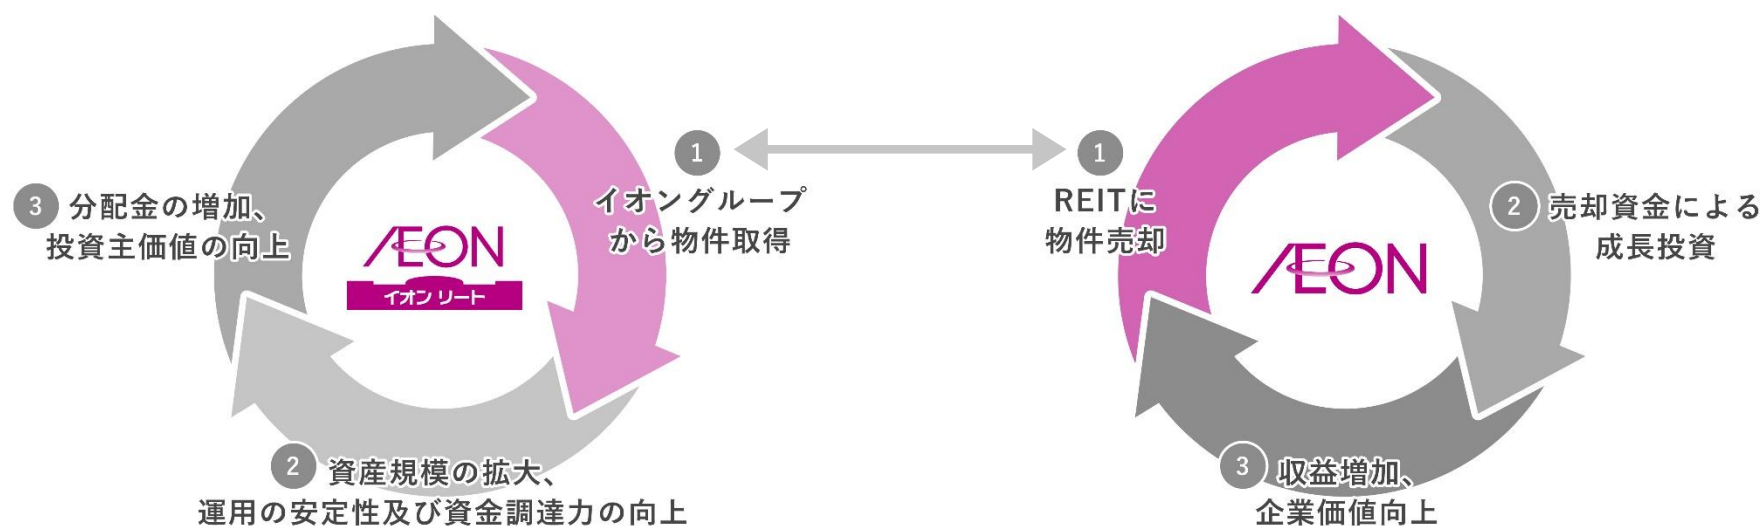 1
イオングループ
から物件取得
2 資産規模の拡大、
運用の安定性及び資金調達力の向上
3 分配金の増加、
投資主価値の向上
ÆON
イオン リート
1
REITに
物件売却
2 売却資金による
成長投資
3 収益増加、
企業価値向上
ÆON